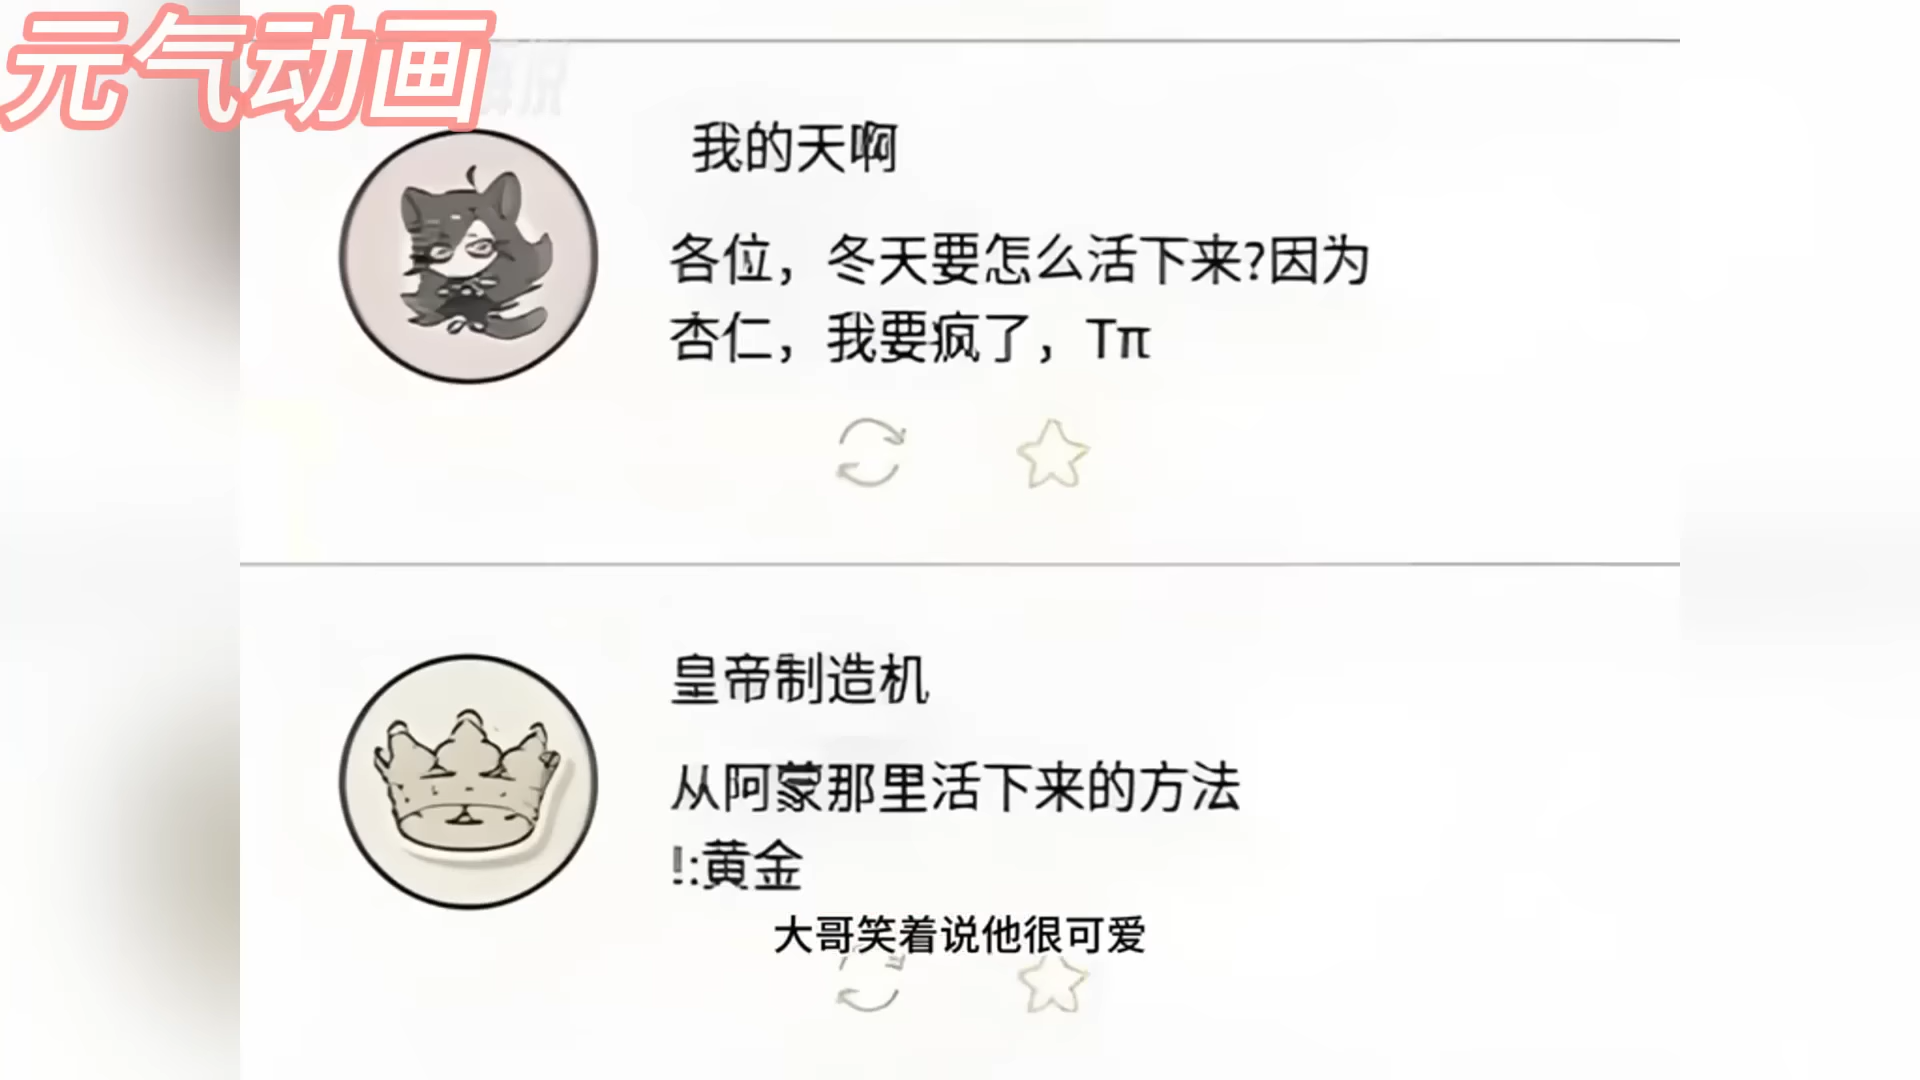 元气动画
我的天啊
各位，冬天要怎么活下来?因为
杏仁，我要疯了，Tπ
皇帝制造机
从阿蒙那里活下来的方法
!:黄金
大哥笑着说他很可爱